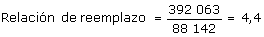 Relación de reemplazo = 392 063 / 88 142 = 4,4